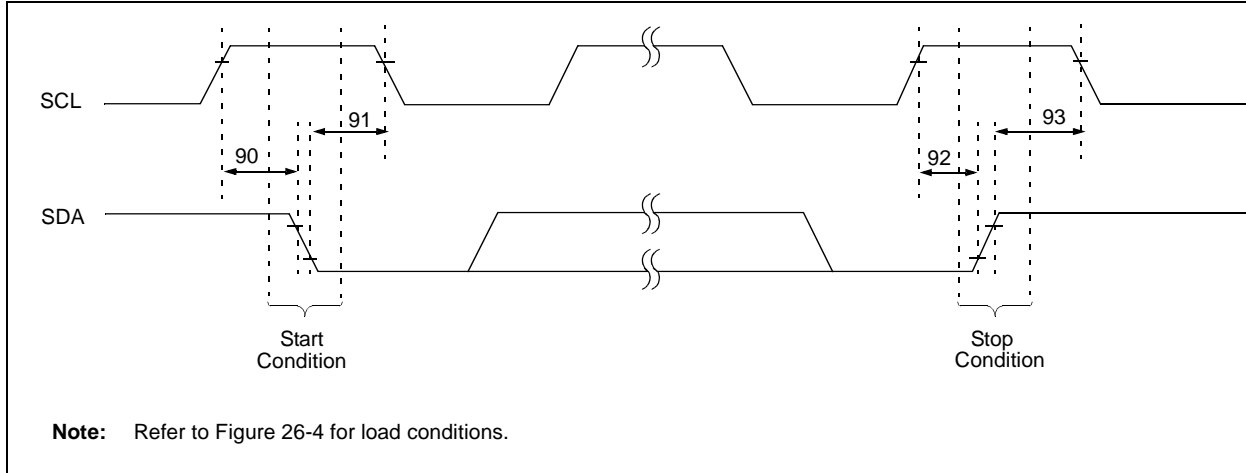 SCL
91
93
90
92
SDA
Start
Condition
Stop
Condition
Note: Refer to Figure 26-4 for load conditions.